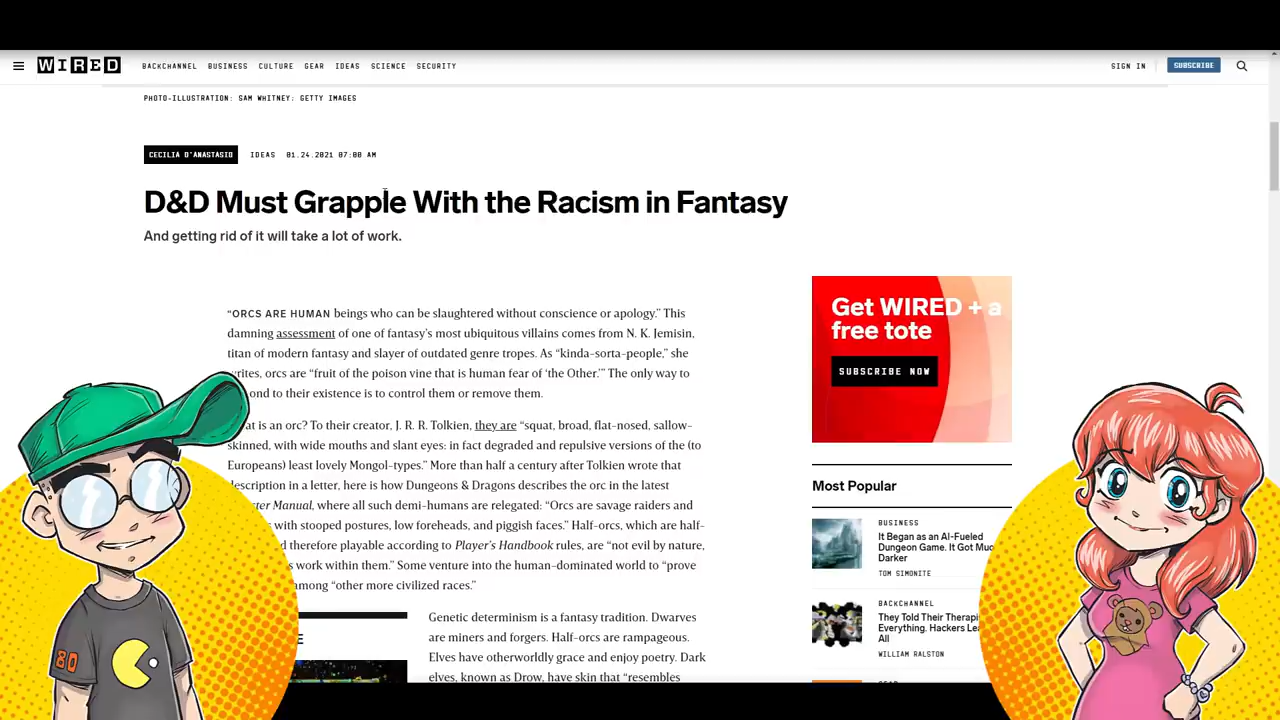 WIRED
BACKCHANNEL BUSINESS CULTURE GEAR IDEAS SCIENCE SECURITY
SIGN IN
SUBSCRIBE
PHOTO-ILLUSTRATION: SAM WHITNEY; GETTY IMAGES
CECILIA D'ANASTASIO IDEAS 01.24.2021 07:00 AM
D&D Must Grapple With the Racism in Fantasy
And getting rid of it will take a lot of work.
“ORCS ARE HUMAN beings who can be slaughtered without conscience or apology.” This
damning assessment of one of fantasy’s most ubiquitous villains comes from N. K. Jemisin,
titan of modern fantasy and slayer of outdated genre tropes. As “kinda-sorta-people,” she
writes, orcs are “fruit of the poison vine that is human fear of ‘the Other.’” The only way to
ond to their existence is to control them or remove them.
at is an orc? To their creator, J. R. R. Tolkien, they are “squat, broad, flat-nosed, sallow-
skinned, with wide mouths and slant eyes: in fact degraded and repulsive versions of the (to
Europeans) least lovely Mongol-types.” More than half a century after Tolkien wrote that
description in a letter, here is how Dungeons & Dragons describes the orc in the latest
ster Manual, where all such demi-humans are relegated: “Orcs are savage raiders and
s with stooped postures, low foreheads, and piggish faces.” Half-orcs, which are half-
d therefore playable according to Player’s Handbook rules, are “not evil by nature,
s work within them.” Some venture into the human-dominated world to “prove
among “other more civilized races.”
Genetic determinism is a fantasy tradition. Dwarves
are miners and forgers. Half-orcs are rampageous.
Elves have otherworldly grace and enjoy poetry. Dark
elves, known as Drow, have skin that “resembles
E
Get WIRED + a
free tote
SUBSCRIBE NOW
Most Popular
BUSINESS
It Began as an AI-Fueled
Dungeon Game. It Got Muc
Darker
TOM SIMONITE
BACKCHANNEL
They Told Their Therapi
Everything. Hackers Lea
All
WILLIAM RALSTON
80